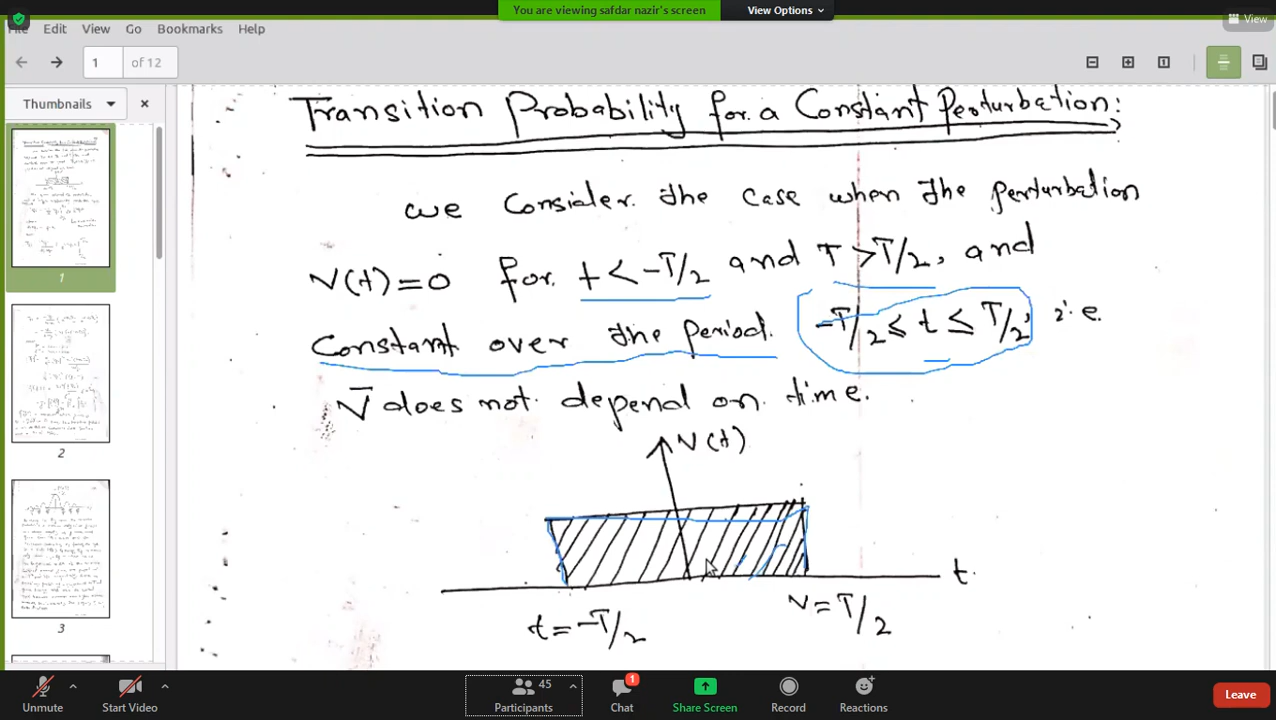 You are viewing safdar nazir's screen
View Options
View
File Edit View Go Bookmarks Help
1 of 12
Thumbnails
1
2
3
Transition Probability for a Constant Perturbation:
we Consider the case when the perturbation
V(t)=0 for t < -T/2 and T > T/2, and
Constant over the period. -T/2 ≤ t ≤ T/2, i.e.
V̄ does not depend on time.
V(t)
t
t = -T/2
V = T/2
Unmute
Start Video
45
Participants
1
Chat
Share Screen
Record
Reactions
Leave